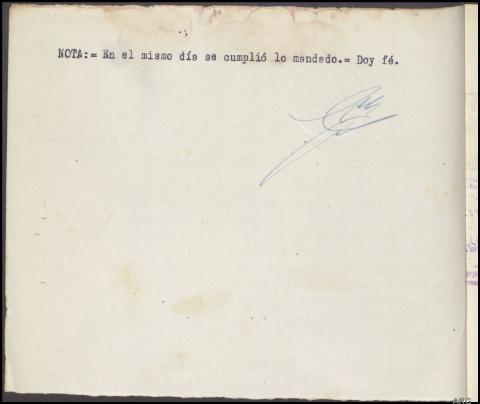 NOTA:= En el mismo día se cumplió lo mandado.= Doy fé.